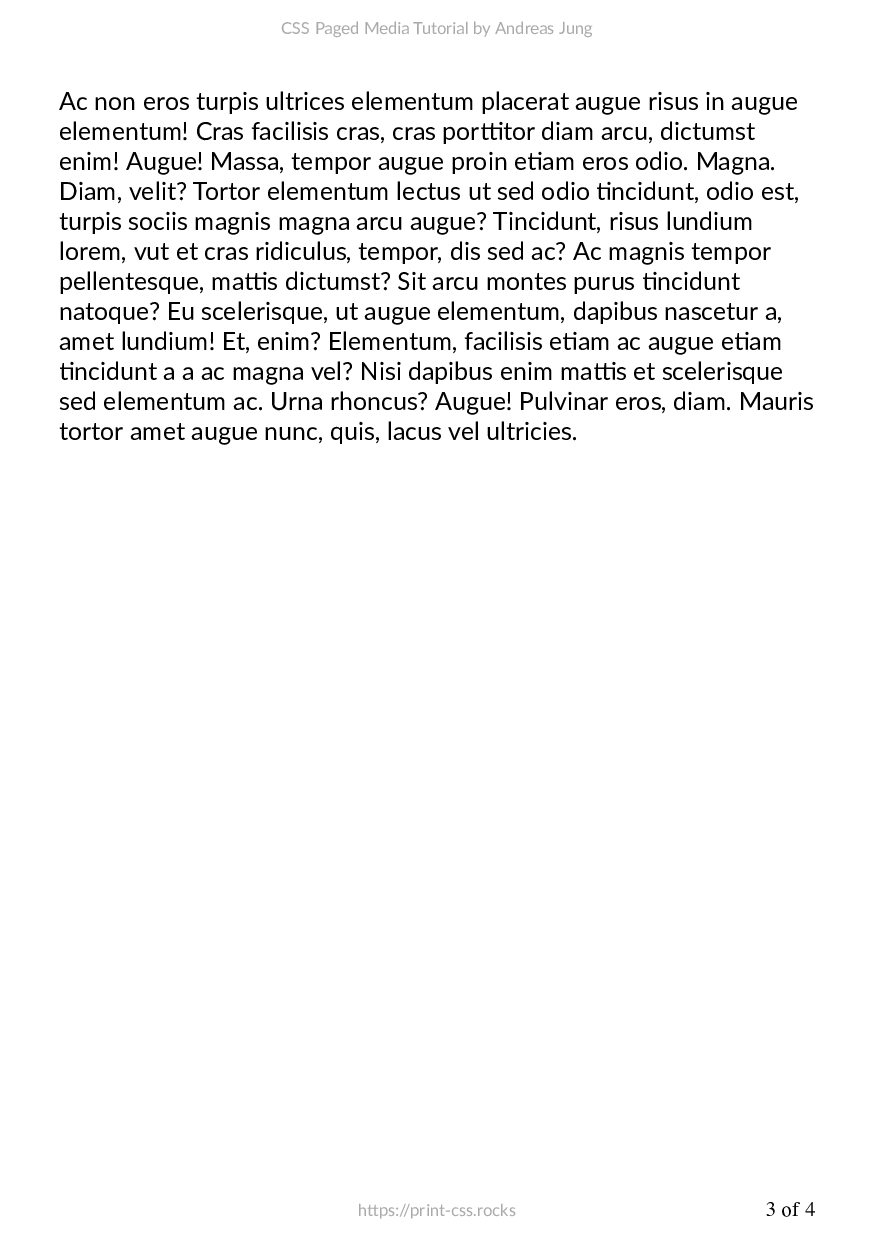 CSS Paged Media Tutorial by Andreas Jung
Ac non eros turpis ultrices elementum placerat augue risus in augue
elementum! Cras facilisis cras, cras porttitor diam arcu, dictumst
enim! Augue! Massa, tempor augue proin etiam eros odio. Magna.
Diam, velit? Tortor elementum lectus ut sed odio tincidunt, odio est,
turpis sociis magnis magna arcu augue? Tincidunt, risus lundium
lorem, vut et cras ridiculus, tempor, dis sed ac? Ac magnis tempor
pellentesque, mattis dictumst? Sit arcu montes purus tincidunt
natoque? Eu scelerisque, ut augue elementum, dapibus nascetur a,
amet lundium! Et, enim? Elementum, facilisis etiam ac augue etiam
tincidunt a a ac magna vel? Nisi dapibus enim mattis et scelerisque
sed elementum ac. Urna rhoncus? Augue! Pulvinar eros, diam. Mauris
tortor amet augue nunc, quis, lacus vel ultricies.
https://print-css.rocks
3 of 4